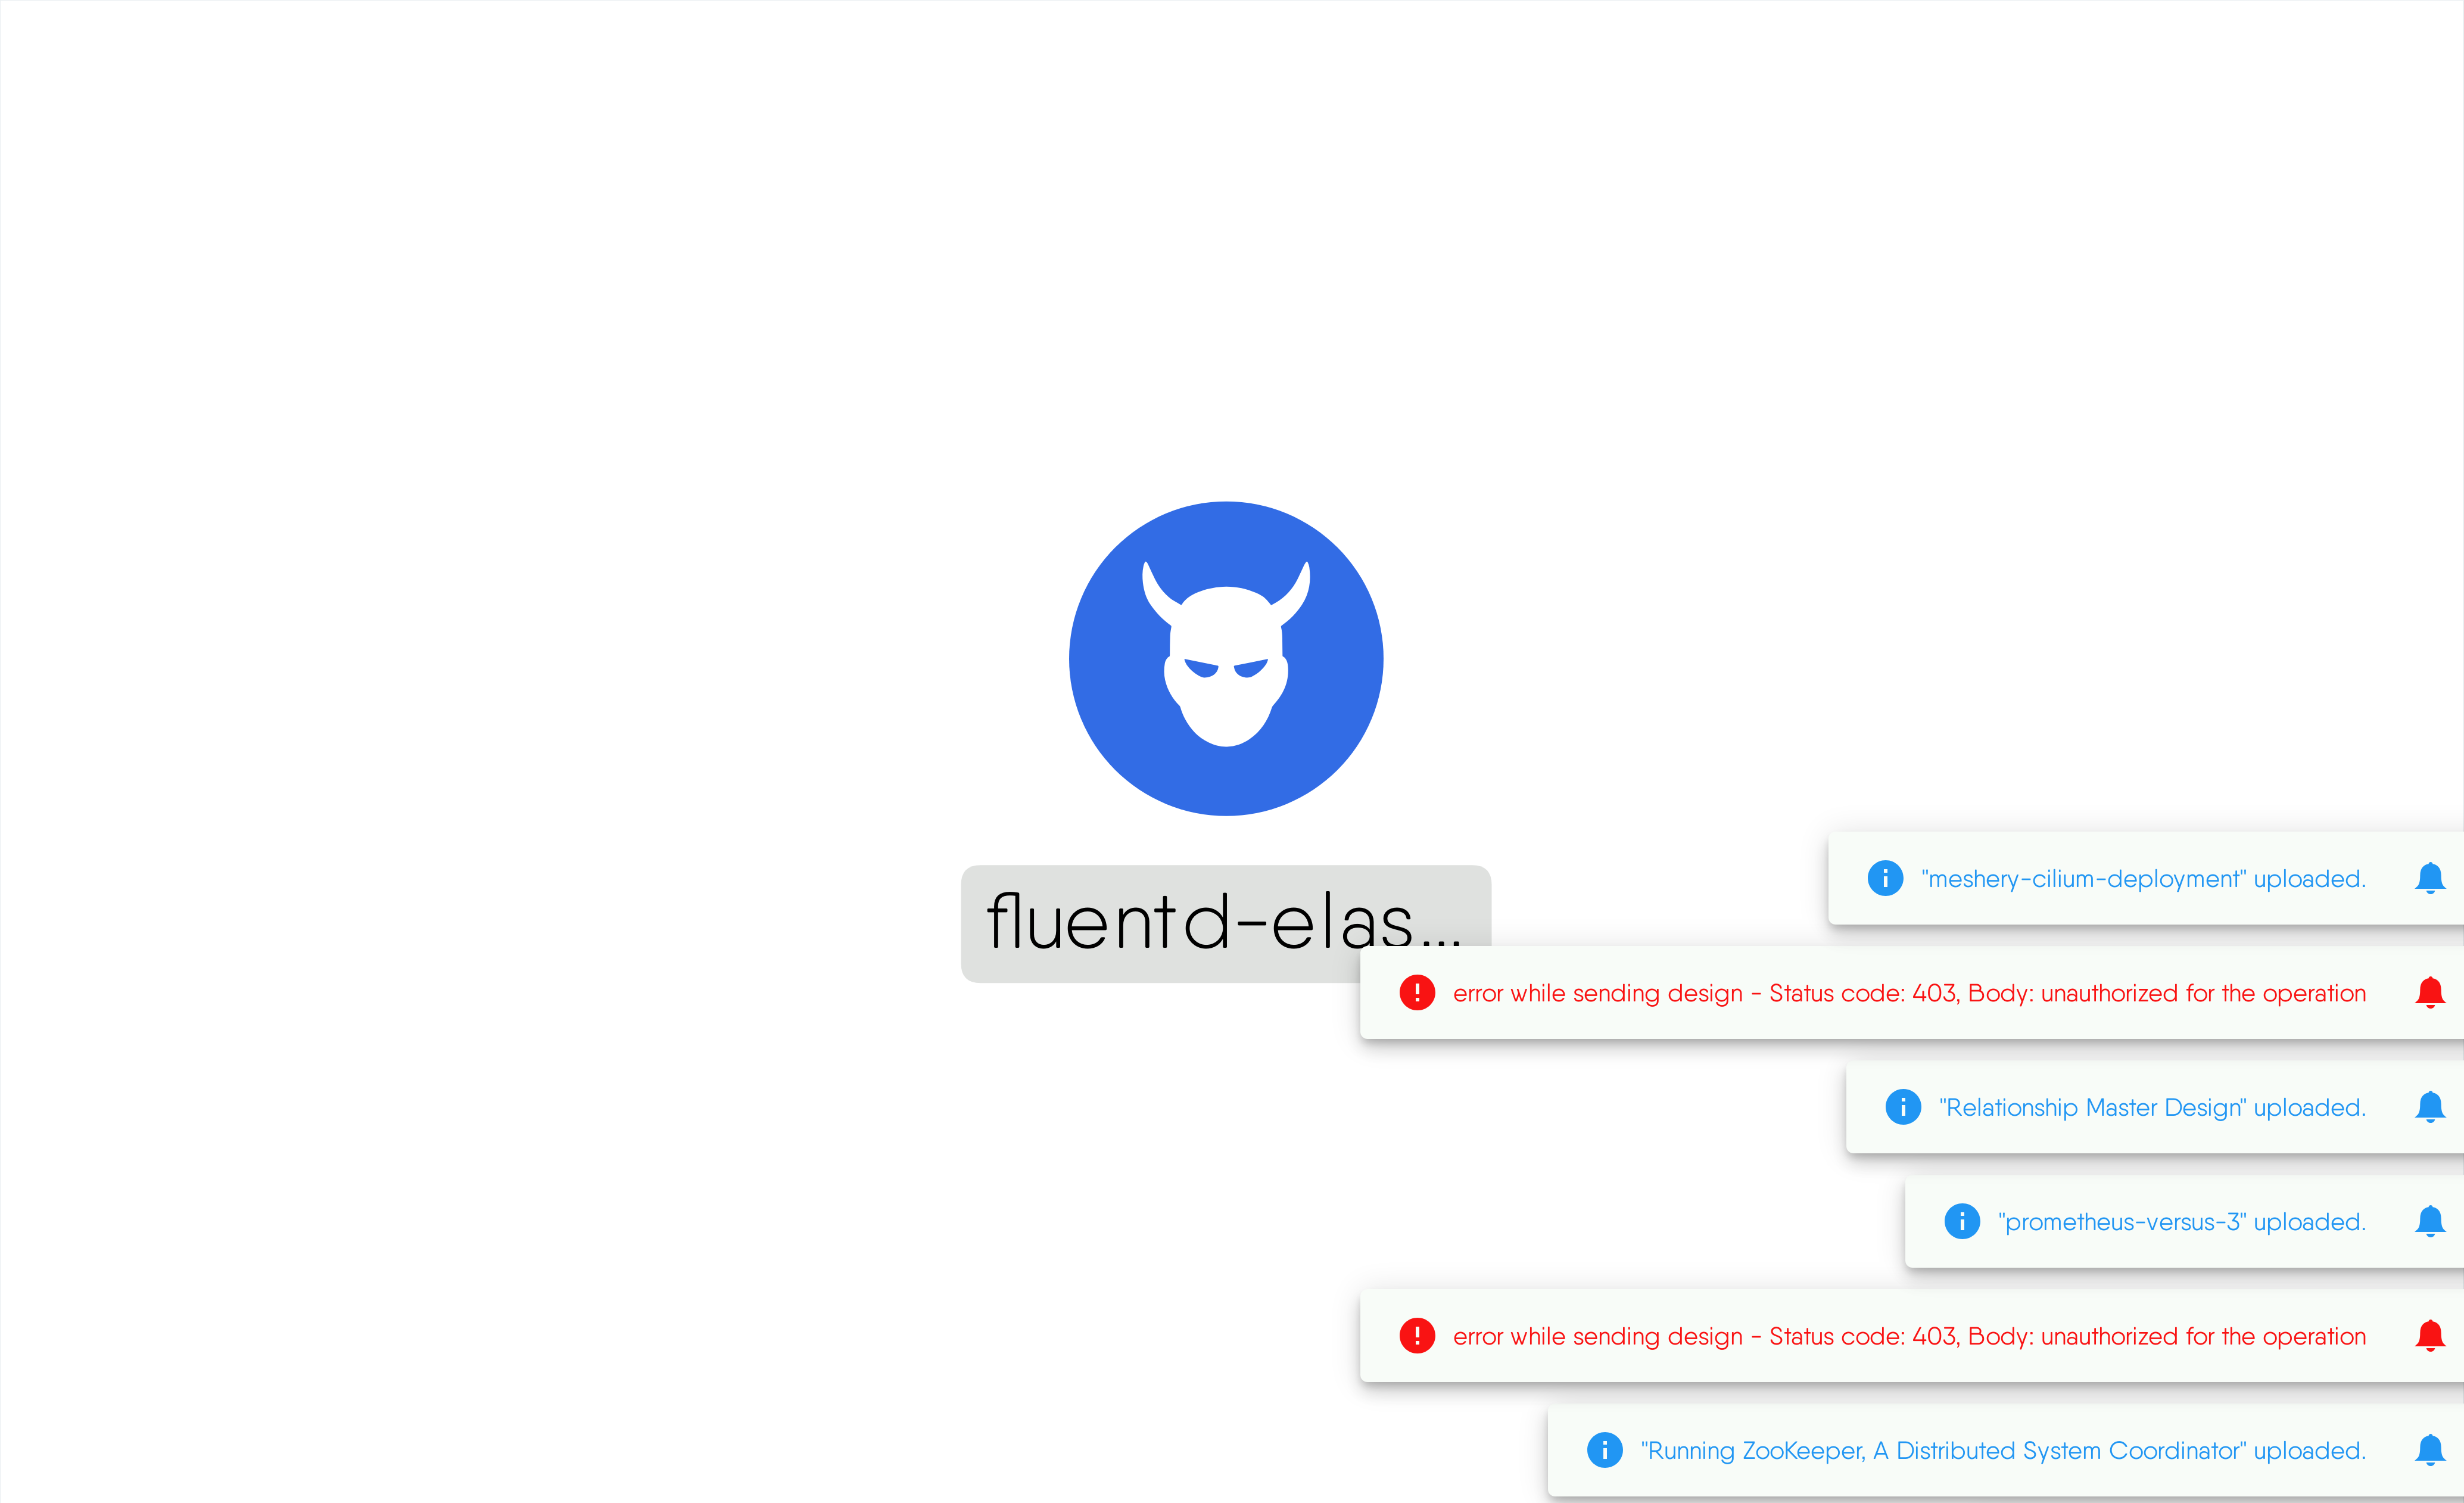 fluentd-elas...
"meshery-cilium-deployment" uploaded.
error while sending design - Status code: 403, Body: unauthorized for the operation
"Relationship Master Design" uploaded.
"prometheus-versus-3" uploaded.
error while sending design - Status code: 403, Body: unauthorized for the operation
"Running ZooKeeper, A Distributed System Coordinator" uploaded.